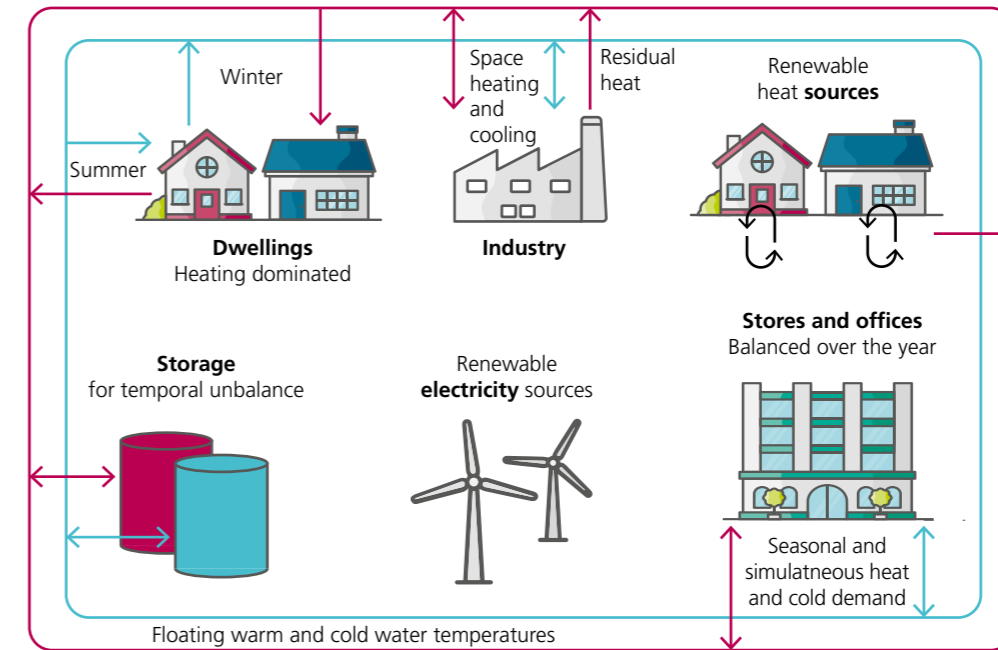 Winter
Summer
Dwellings
Heating dominated
Space
heating
and
cooling
Residual
heat
Industry
Renewable
heat sources
Storage
for temporal unbalance
Renewable
electricity sources
Stores and offices
Balanced over the year
Seasonal and
simulatneous heat
and cold demand
Floating warm and cold water temperatures